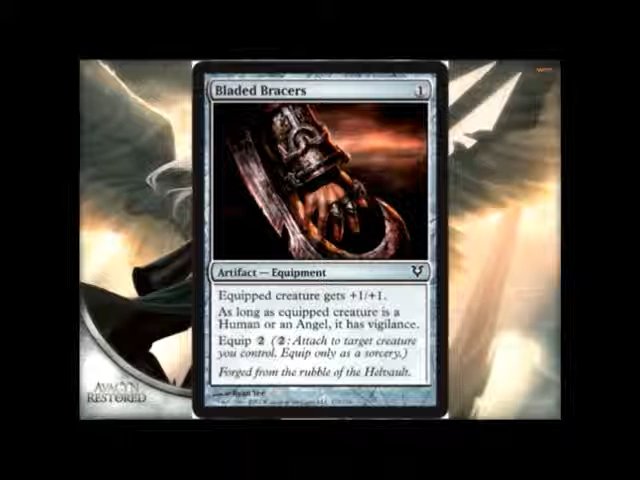 Bladed Bracers 1
Artifact — Equipment
Equipped creature gets +1/+1.
As long as equipped creature is a
Human or an Angel, it has vigilance.
Equip 2 (2: Attach to target creature
you control. Equip only as a sorcery.)
Forged from the rubble of the Helvault.
Ryan Yee
AVACYN
RESTORED